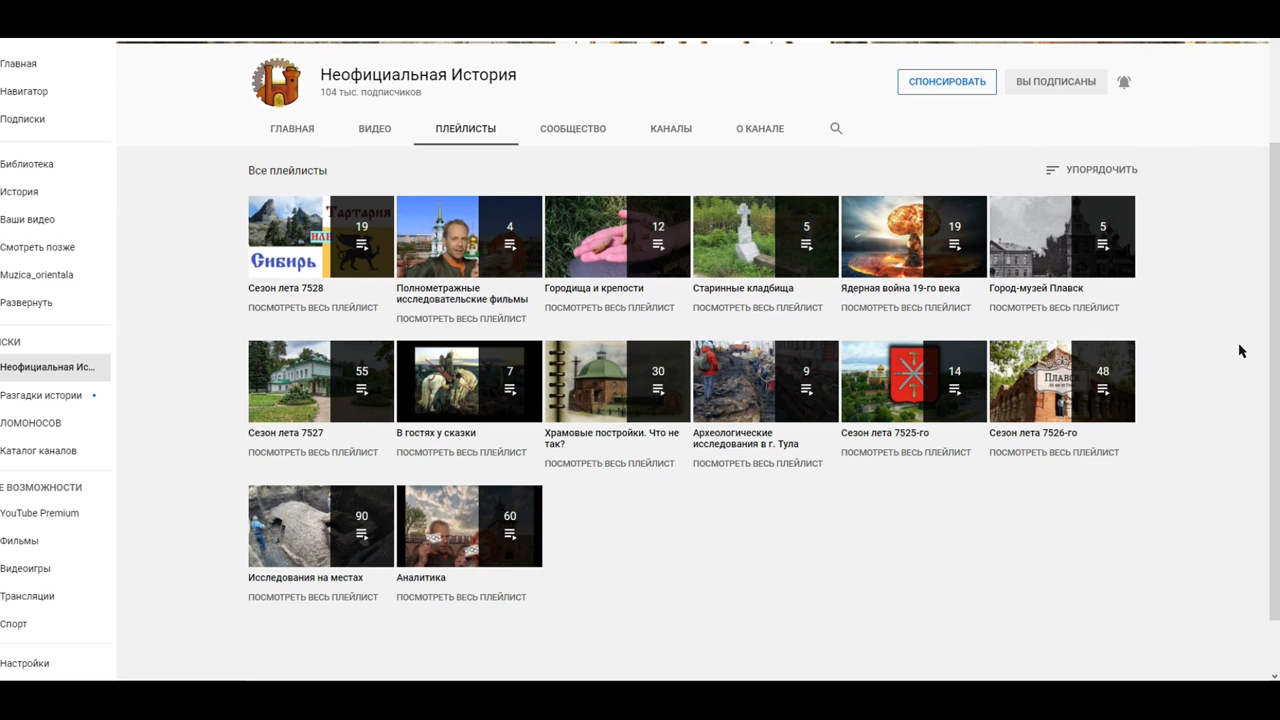 Неофициальная История
104 тыс. подписчиков
СПОНСИРОВАТЬ
ВЫ ПОДПИСАНЫ
ГЛАВНАЯ
ВИДЕО
ПЛЕЙЛИСТЫ
СООБЩЕСТВО
КАНАЛЫ
О КАНАЛЕ
Главная
Навигатор
Подписки
Библиотека
История
Ваши видео
Смотреть позже
Muzica_orientala
Развернуть
СКИ
Неофициальная Ис...
Разгадки истории
ЛОМОНОСОВ
Каталог каналов
Е ВОЗМОЖНОСТИ
YouTube Premium
Фильмы
Видеоигры
Трансляции
Спорт
Настройки
Все плейлисты
УПОРЯДОЧИТЬ
Тартария
или
Сибирь
19
Сезон лета 7528
ПОСМОТРЕТЬ ВЕСЬ ПЛЕЙЛИСТ
4
Полнометражные
исследовательские фильмы
ПОСМОТРЕТЬ ВЕСЬ ПЛЕЙЛИСТ
12
Городища и крепости
ПОСМОТРЕТЬ ВЕСЬ ПЛЕЙЛИСТ
5
Старинные кладбища
ПОСМОТРЕТЬ ВЕСЬ ПЛЕЙЛИСТ
19
Ядерная война 19-го века
ПОСМОТРЕТЬ ВЕСЬ ПЛЕЙЛИСТ
5
Город-музей Плавск
ПОСМОТРЕТЬ ВЕСЬ ПЛЕЙЛИСТ
55
Сезон лета 7527
ПОСМОТРЕТЬ ВЕСЬ ПЛЕЙЛИСТ
7
В гостях у сказки
ПОСМОТРЕТЬ ВЕСЬ ПЛЕЙЛИСТ
30
Храмовые постройки. Что не
так?
ПОСМОТРЕТЬ ВЕСЬ ПЛЕЙЛИСТ
9
Археологические
исследования в г. Тула
ПОСМОТРЕТЬ ВЕСЬ ПЛЕЙЛИСТ
14
Сезон лета 7525-го
ПОСМОТРЕТЬ ВЕСЬ ПЛЕЙЛИСТ
Плавск
48
Сезон лета 7526-го
ПОСМОТРЕТЬ ВЕСЬ ПЛЕЙЛИСТ
90
Исследования на местах
ПОСМОТРЕТЬ ВЕСЬ ПЛЕЙЛИСТ
60
Аналитика
ПОСМОТРЕТЬ ВЕСЬ ПЛЕЙЛИСТ